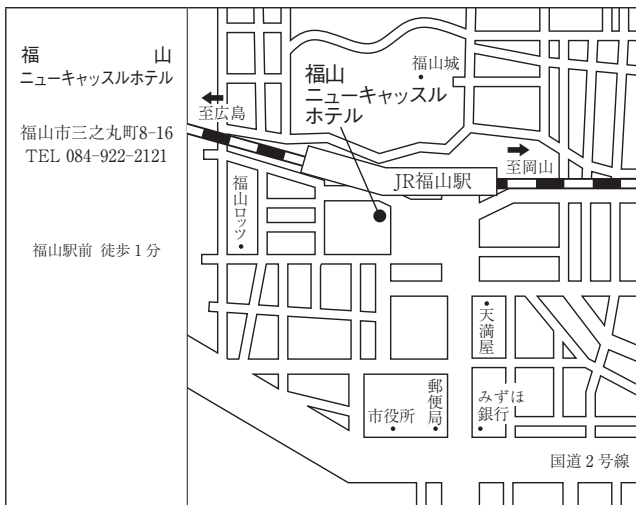 福　　　山
ニューキャッスルホテル
福山市三之丸町8-16
TEL 084-922-2121
福山駅前 徒歩1分
福山城
福山
ニューキャッスル
ホテル
至広島
至岡山
JR福山駅
福山ロッツ
天満屋
郵便局
市役所
みずほ
銀行
国道2号線